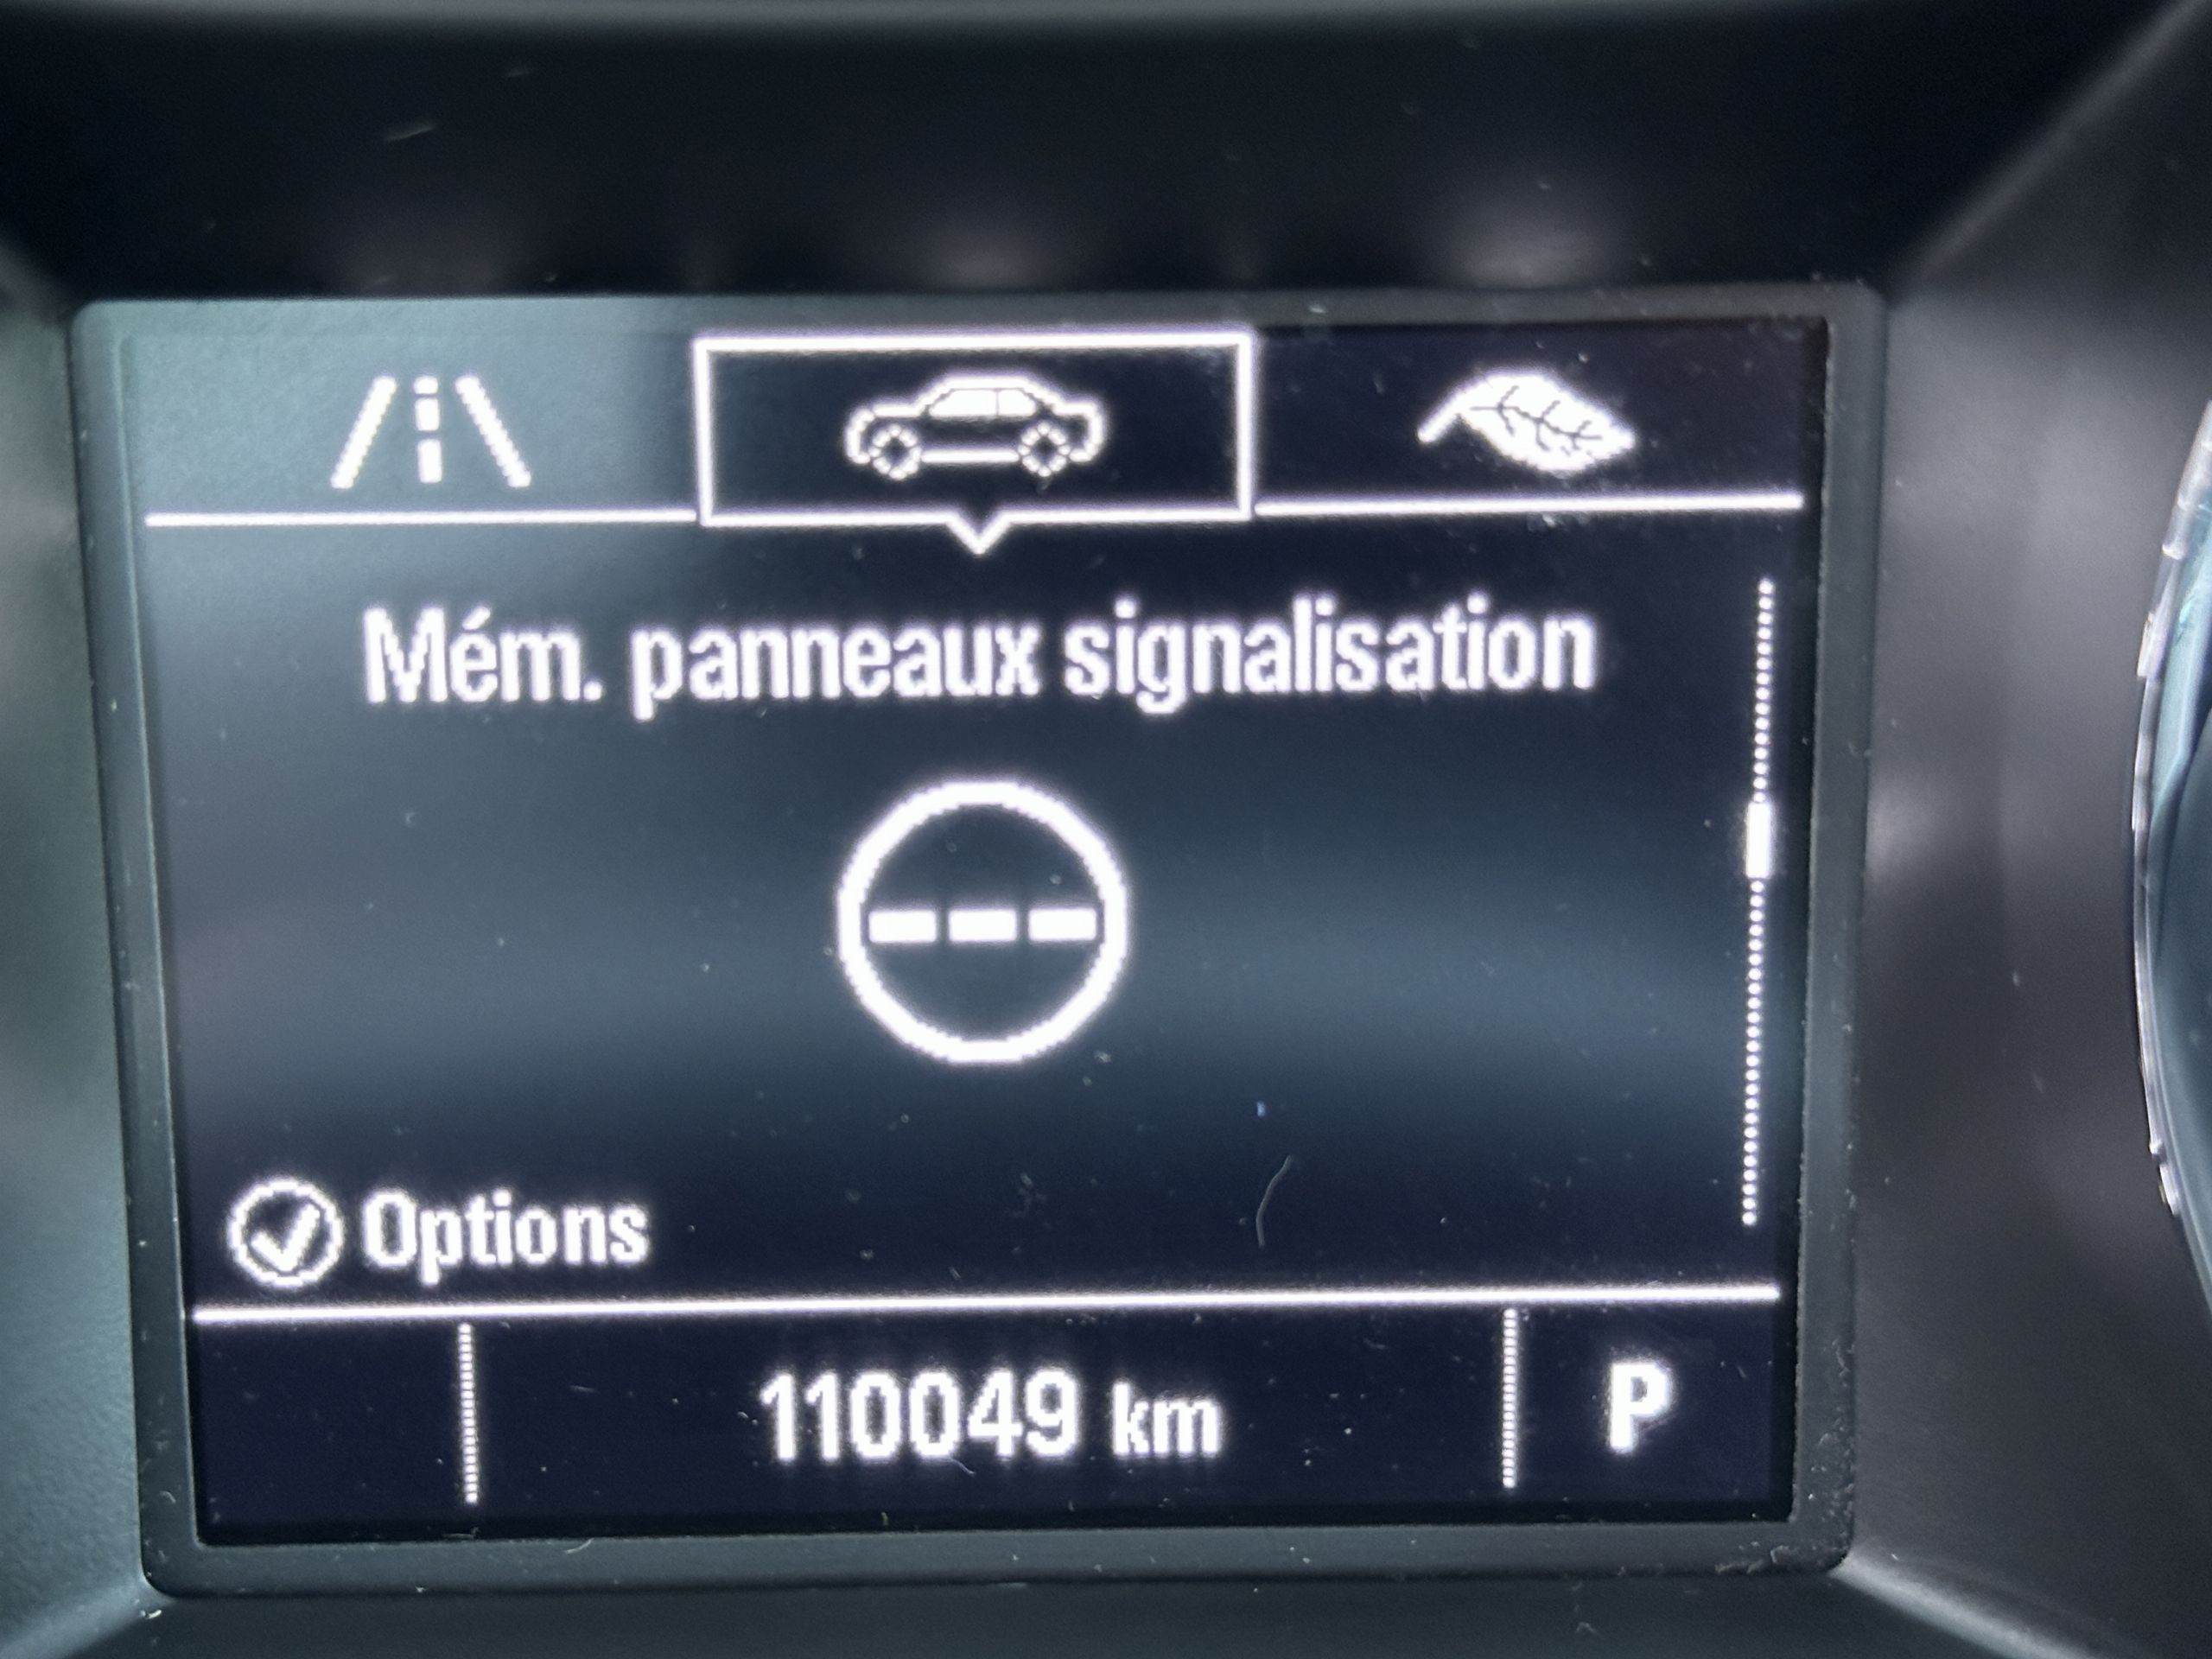 Mém. panneaux signalisation
Options
110049 km
P